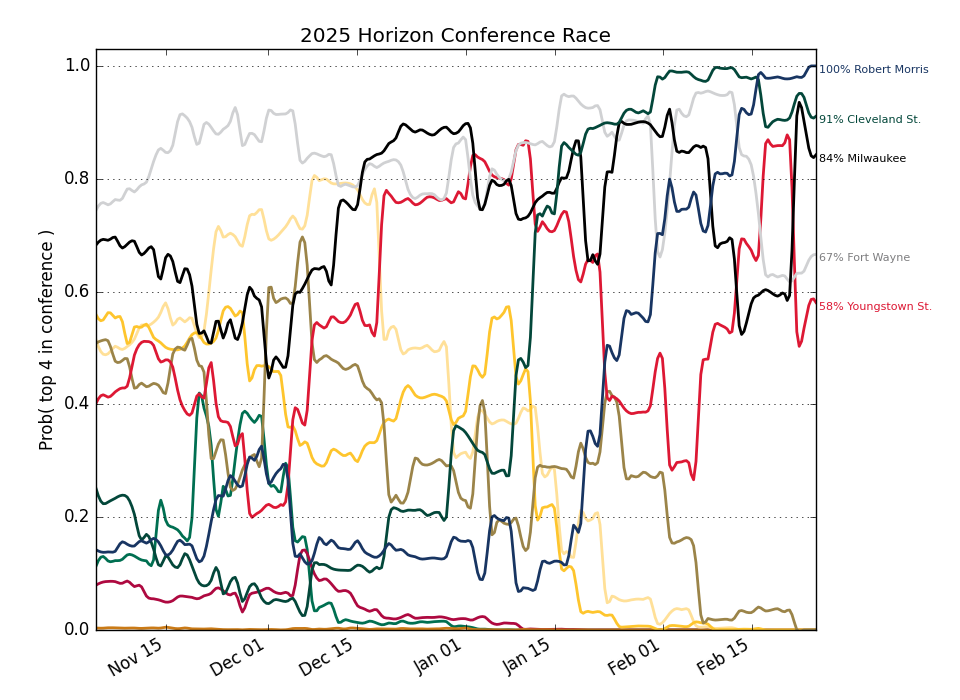 2025 Horizon Conference Race
Prob( top 4 in conference )
1.0
0.8
0.6
0.4
0.2
0.0
Nov 15
Dec 01
Dec 15
Jan 01
Jan 15
Feb 01
Feb 15
100% Robert Morris
91% Cleveland St.
84% Milwaukee
67% Fort Wayne
58% Youngstown St.